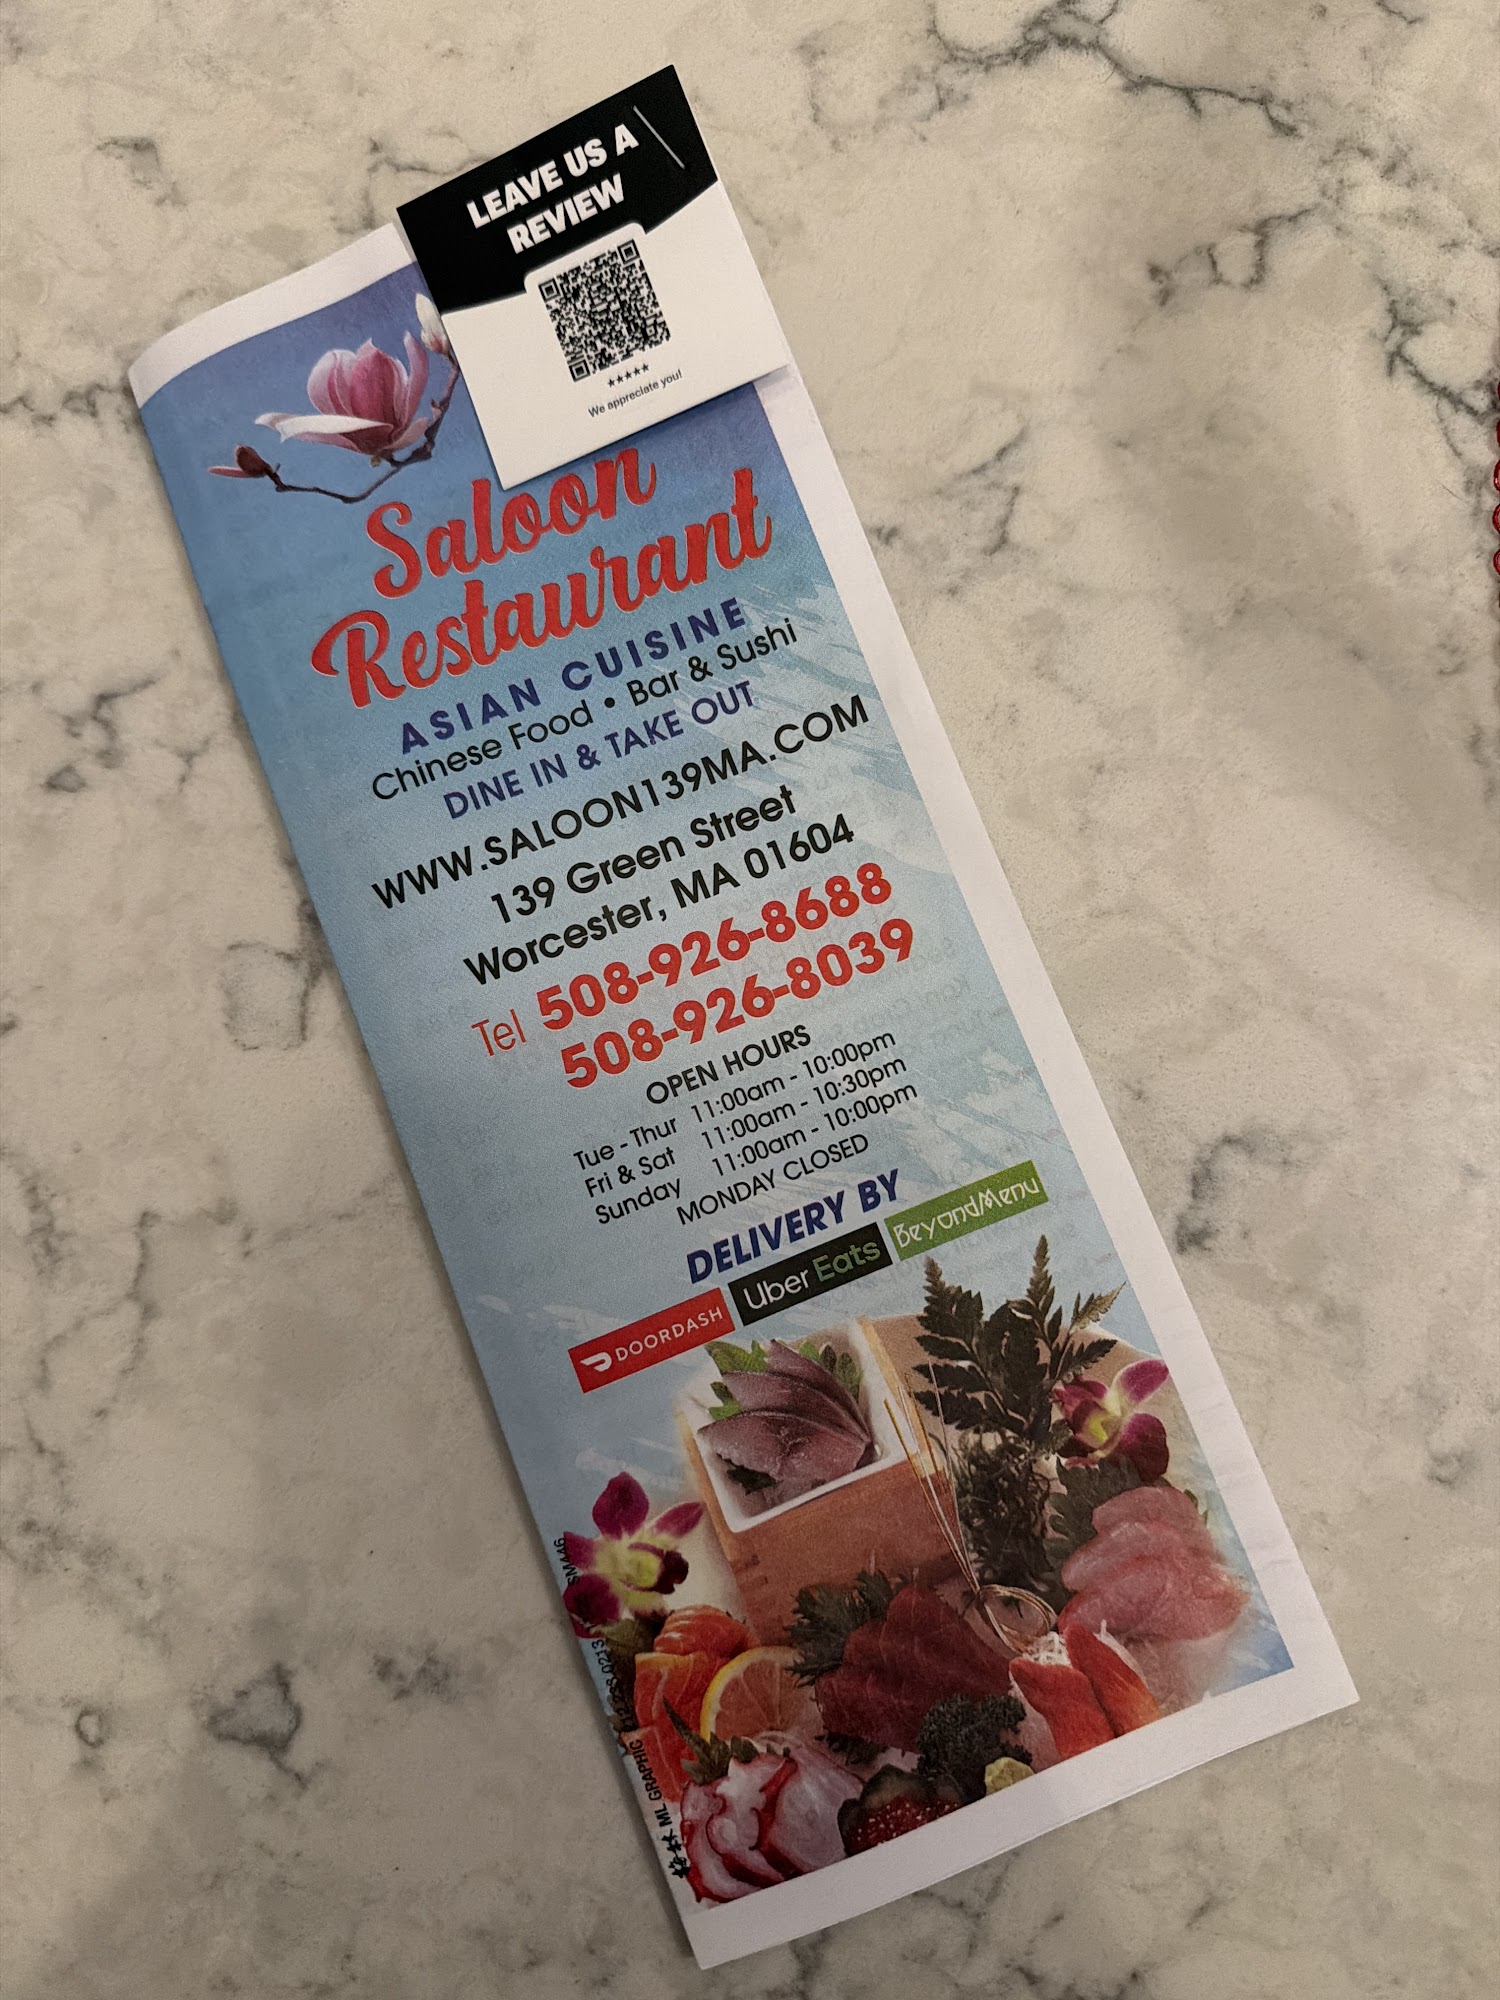 LEAVE US A
REVIEW
★★★★★
We appreciate you!
Saloon
Restaurant
ASIAN CUISINE
Chinese Food • Bar & Sushi
DINE IN & TAKE OUT
WWW.SALOON139MA.COM
139 Green Street
Worcester, MA 01604
Tel 508-926-8688
508-926-8039
OPEN HOURS
Tue - Thur 11:00am - 10:00pm
Fri & Sat 11:00am - 10:30pm
Sunday 11:00am - 10:00pm
MONDAY CLOSED
DELIVERY BY
DOORDASH
Uber Eats
BeyondMenu
ML GRAPHIC
SM446